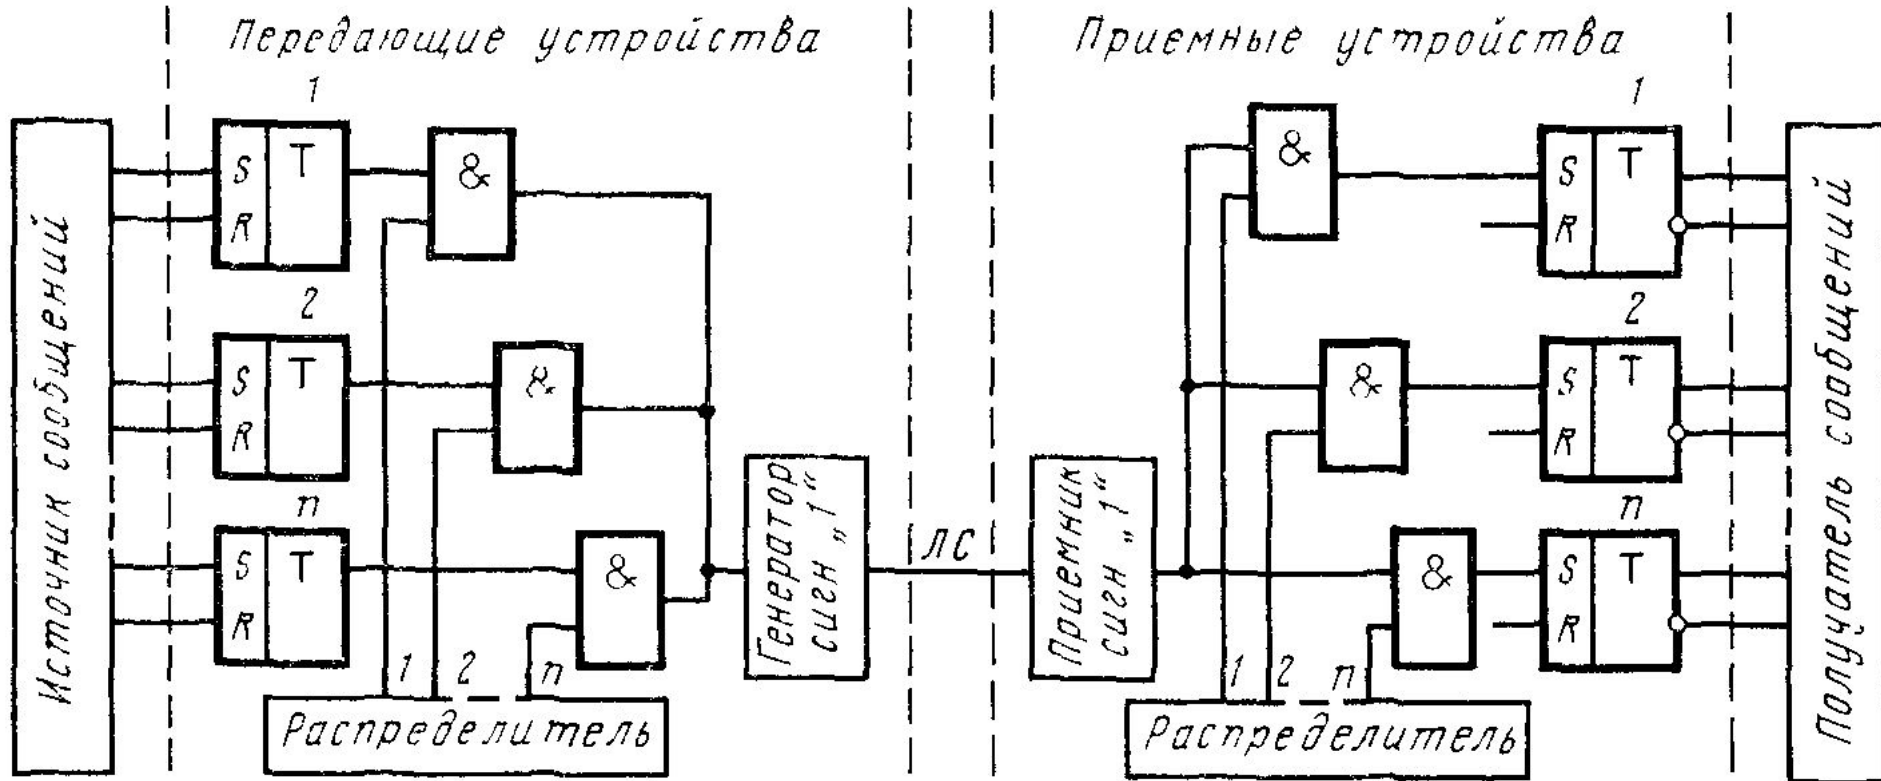 Передающие устройства
Приемные устройства
1
1
Источник сообщений
S T
R
&
&
S T
R
Получатель сообщений
2
2
S T
R
&
&
S T
R
n
n
S T
R
&
Генератор
сигн „1“
ЛС
Приемник
сигн „1“
&
S T
R
1 2 n
1 2 n
Распределитель
Распределитель